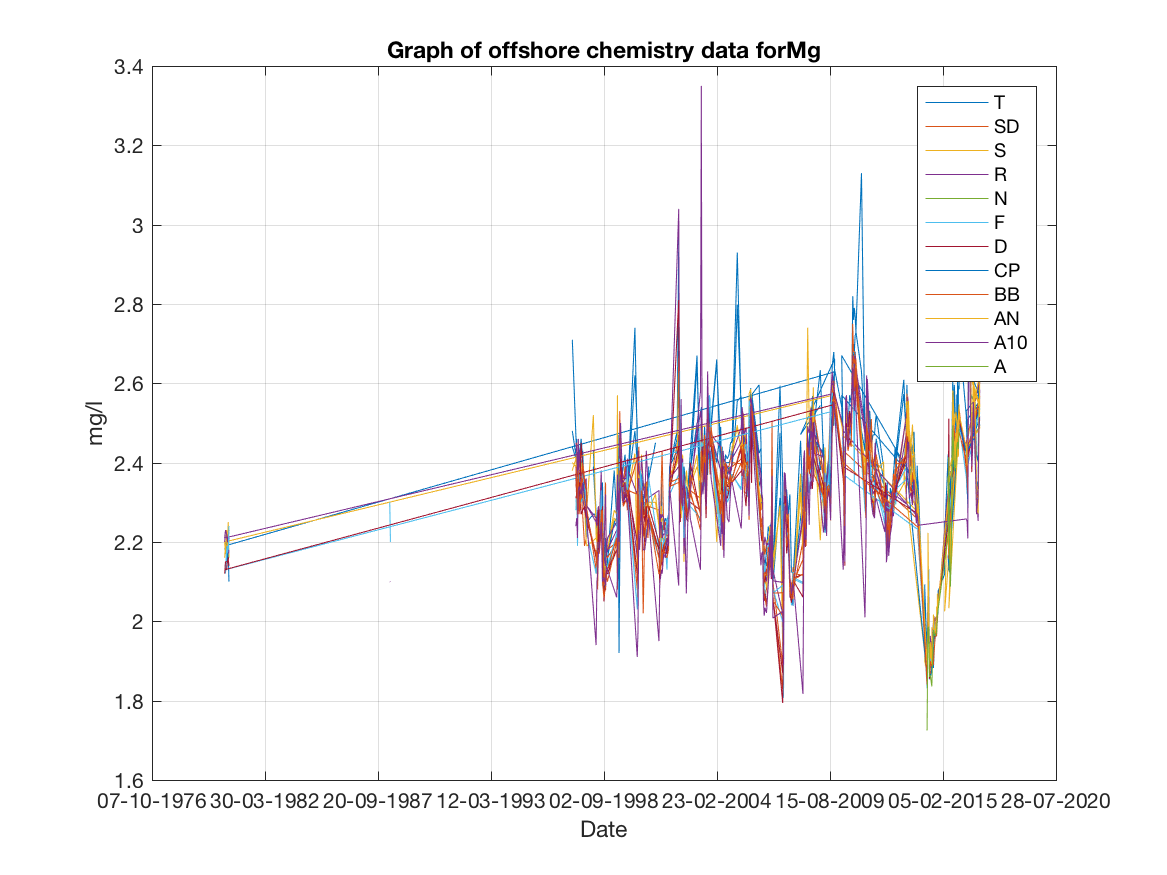 Graph of offshore chemistry data forMg
3.4
3.2
3
2.8
2.6
2.4
2.2
2
1.8
1.6
mg/l
T
SD
S
R
N
F
D
CP
BB
AN
A10
A
07-10-1976 30-03-1982 20-09-1987 12-03-1993 02-09-1998 23-02-2004 15-08-2009 05-02-2015 28-07-2020
Date